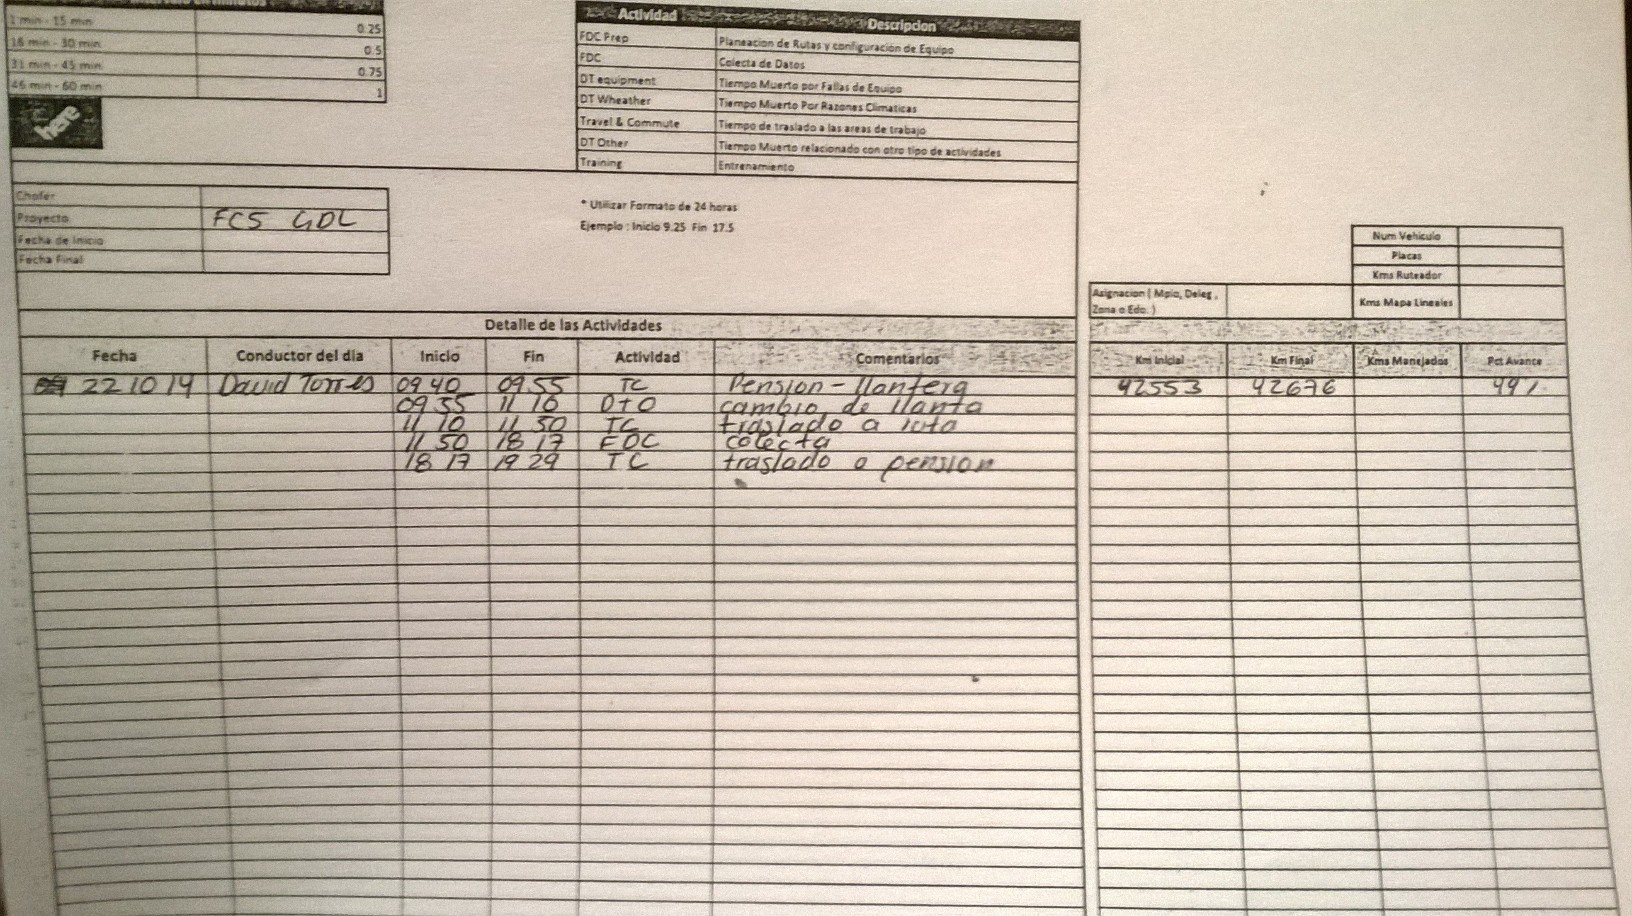 Intervalo en minutos
1 min - 15 min 0.25
16 min - 30 min 0.5
31 min - 45 min 0.75
46 min - 60 min 1
here
Actividad Descripcion
FDC Prep Planeacion de Rutas y configuración de Equipo
FDC Colecta de Datos
DT equipment Tiempo Muerto por Fallas de Equipo
DT Wheather Tiempo Muerto Por Razones Climaticas
Travel & Commute Tiempo de traslado a las areas de trabajo
DT Other Tiempo Muerto relacionado con otro tipo de actividades
Training Entrenamiento
Chofer
Proyecto FCS GDL
Fecha de Inicio
Fecha Final
* Utilizar Formato de 24 horas
Ejemplo : Inicio 9.25 Fin 17.5
Num Vehiculo
Placas
Kms Ruteador
Kms Mapa Lineales
Asignacion ( Mpio, Deleg ,
Zona o Edo. )
Detalle de las Actividades
Fecha Conductor del dia Inicio Fin Actividad Comentarios Km Inicial Km Final Kms Manejados Pct Avance
22 10 14 David Torres 09 40 09 55 TC Pension - llantera 42553 42676
09 55 11 10 DTO cambio de llanta
11 10 11 50 TC traslado a ruta
11 50 18 17 FDC colecta
18 17 19 29 TC traslado a pension